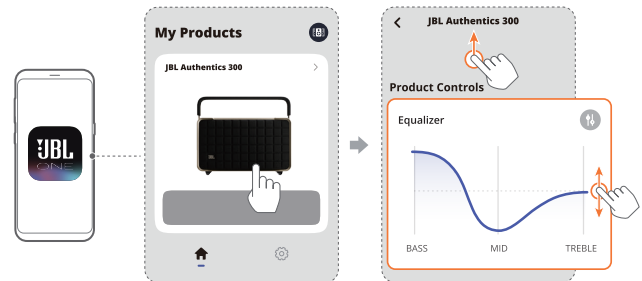 JBL
ONE
My Products
JBL Authentics 300
JBL Authentics 300
Product Controls
Equalizer
BASS MID TREBLE